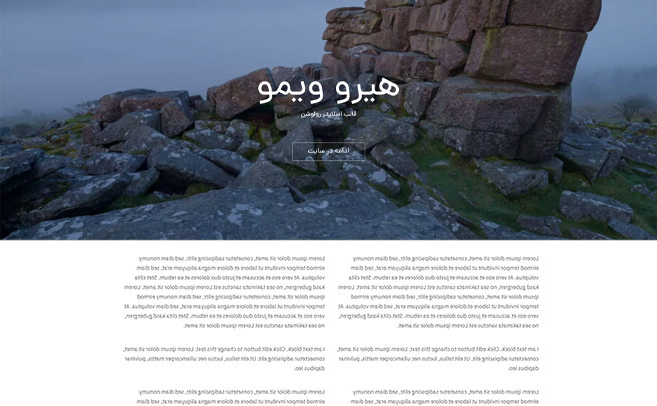 هیرو ویمو
قالب اسلایدر رولوشن
ادامه در سایت
Lorem ipsum dolor sit amet, consetetur sadipscing elitr, sed diam nonumy
eirmod tempor invidunt ut labore et dolore magna aliquyam erat, sed diam
voluptua. At vero eos et accusam et justo duo dolores et ea rebum. Stet clita
kasd gubergren, no sea takimata sanctus est Lorem ipsum dolor sit amet. Lorem
ipsum dolor sit amet, consetetur sadipscing elitr, sed diam nonumy eirmod
tempor invidunt ut labore et dolore magna aliquyam erat, sed diam voluptua. At
vero eos et accusam et justo duo dolores et ea rebum. Stet clita kasd gubergren,
no sea takimata sanctus est Lorem ipsum dolor sit amet.
I am text block. Click edit button to change this text. Lorem ipsum dolor sit amet,
consectetur adipiscing elit. Ut elit tellus, luctus nec ullamcorper mattis, pulvinar
dapibus leo.
Lorem ipsum dolor sit amet, consetetur sadipscing elitr, sed diam nonumy
eirmod tempor invidunt ut labore et dolore magna aliquyam erat, sed diam
Lorem ipsum dolor sit amet, consetetur sadipscing elitr, sed diam nonumy
eirmod tempor invidunt ut labore et dolore magna aliquyam erat, sed diam
voluptua. At vero eos et accusam et justo duo dolores et ea rebum. Stet clita
kasd gubergren, no sea takimata sanctus est Lorem ipsum dolor sit amet. Lorem
ipsum dolor sit amet, consetetur sadipscing elitr, sed diam nonumy eirmod
tempor invidunt ut labore et dolore magna aliquyam erat, sed diam voluptua. At
vero eos et accusam et justo duo dolores et ea rebum. Stet clita kasd gubergren,
no sea takimata sanctus est Lorem ipsum dolor sit amet.
I am text block. Click edit button to change this text. Lorem ipsum dolor sit amet,
consectetur adipiscing elit. Ut elit tellus, luctus nec ullamcorper mattis, pulvinar
dapibus leo.
Lorem ipsum dolor sit amet, consetetur sadipscing elitr, sed diam nonumy
eirmod tempor invidunt ut labore et dolore magna aliquyam erat, sed diam